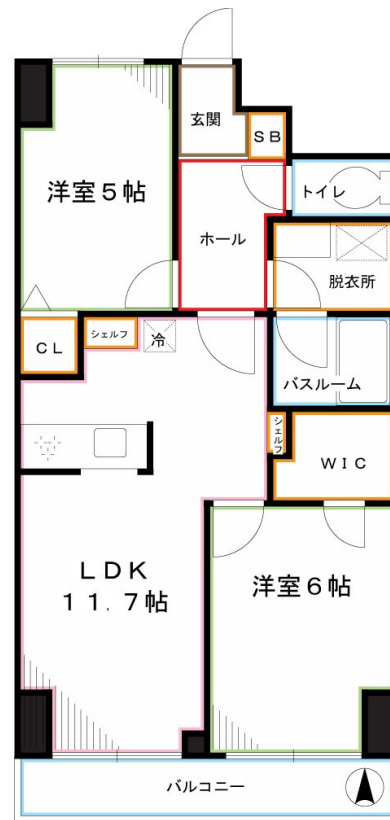 玄関
SB
洋室5帖
トイレ
ホール
脱衣所
CL
シェルフ
冷
バスルーム
シェルフ
WIC
LDK
11.7帖
洋室6帖
バルコニー